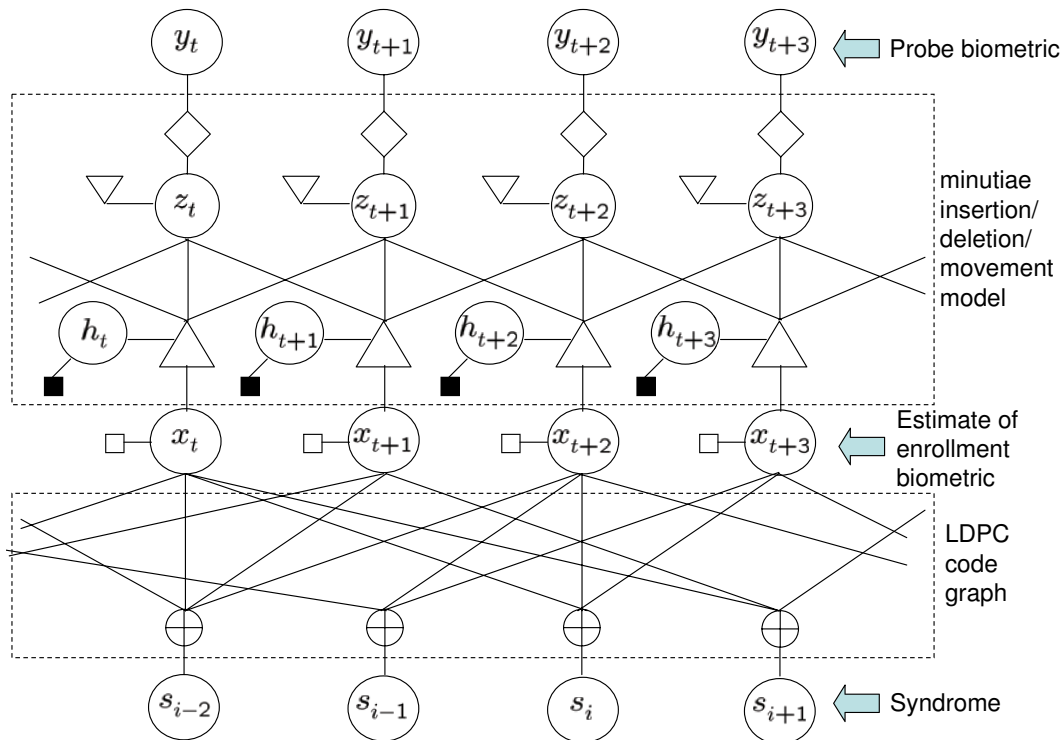 y_t y_{t+1} y_{t+2} y_{t+3} Probe biometric
z_t z_{t+1} z_{t+2} z_{t+3}
minutiae
insertion/
deletion/
movement
model
h_t h_{t+1} h_{t+2} h_{t+3}
x_t x_{t+1} x_{t+2} x_{t+3}
Estimate of
enrollment
biometric
LDPC
code
graph
s_{i-2} s_{i-1} s_i s_{i+1} Syndrome